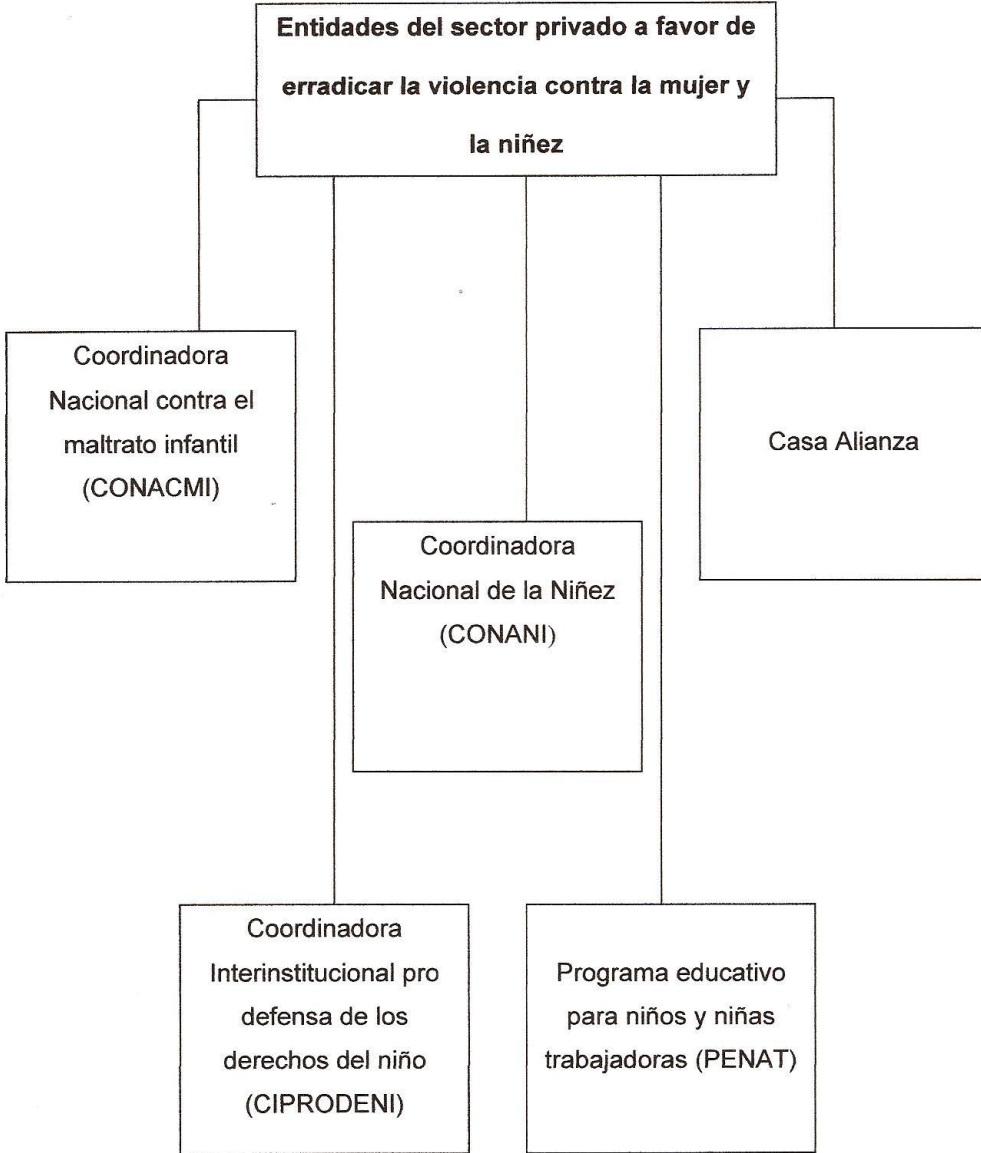 Entidades del sector privado a favor de
erradicar la violencia contra la mujer y
la niñez
Coordinadora
Nacional contra el
maltrato infantil
(CONACMI)
Casa Alianza
Coordinadora
Nacional de la Niñez
(CONANI)
Coordinadora
Interinstitucional pro
defensa de los
derechos del niño
(CIPRODENI)
Programa educativo
para niños y niñas
trabajadoras (PENAT)